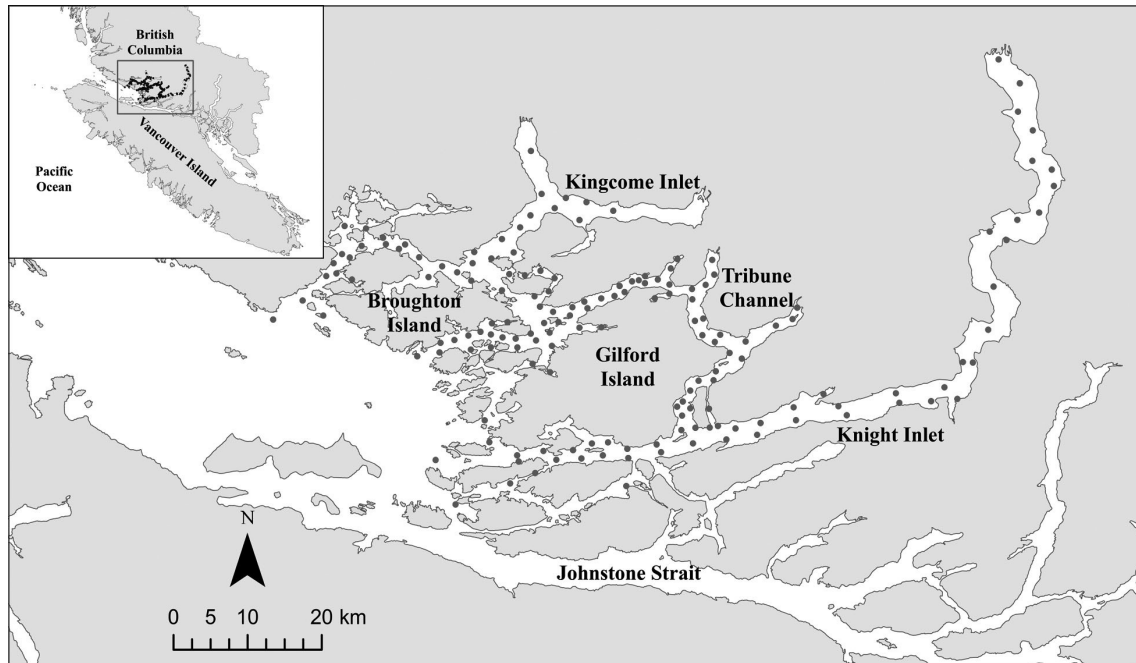 British
Columbia
Vancouver Island
Pacific
Ocean
Kingcome Inlet
Tribune
Channel
Broughton
Island
Gilford
Island
Knight Inlet
N
Johnstone Strait
0 5 10 20 km